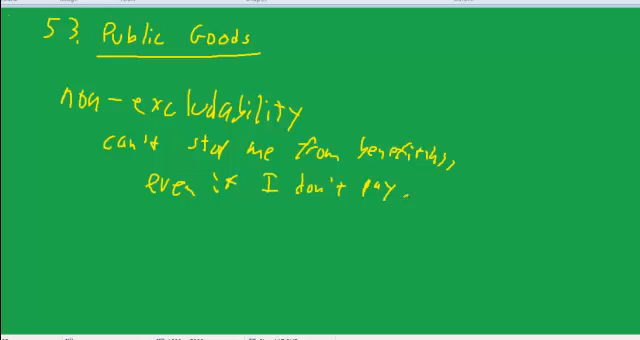 53. Public Goods
non-excludability
can't stop me from benefiting,
even if I don't pay.